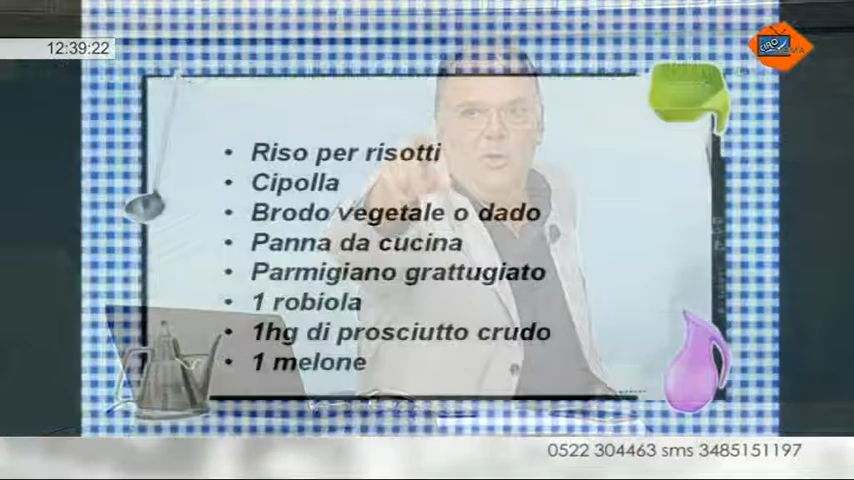 12:39:22
• Riso per risotti
• Cipolla
• Brodo vegetale o dado
• Panna da cucina
• Parmigiano grattugiato
• 1 robiola
• 1hg di prosciutto crudo
• 1 melone
0522 304463 sms 3485151197